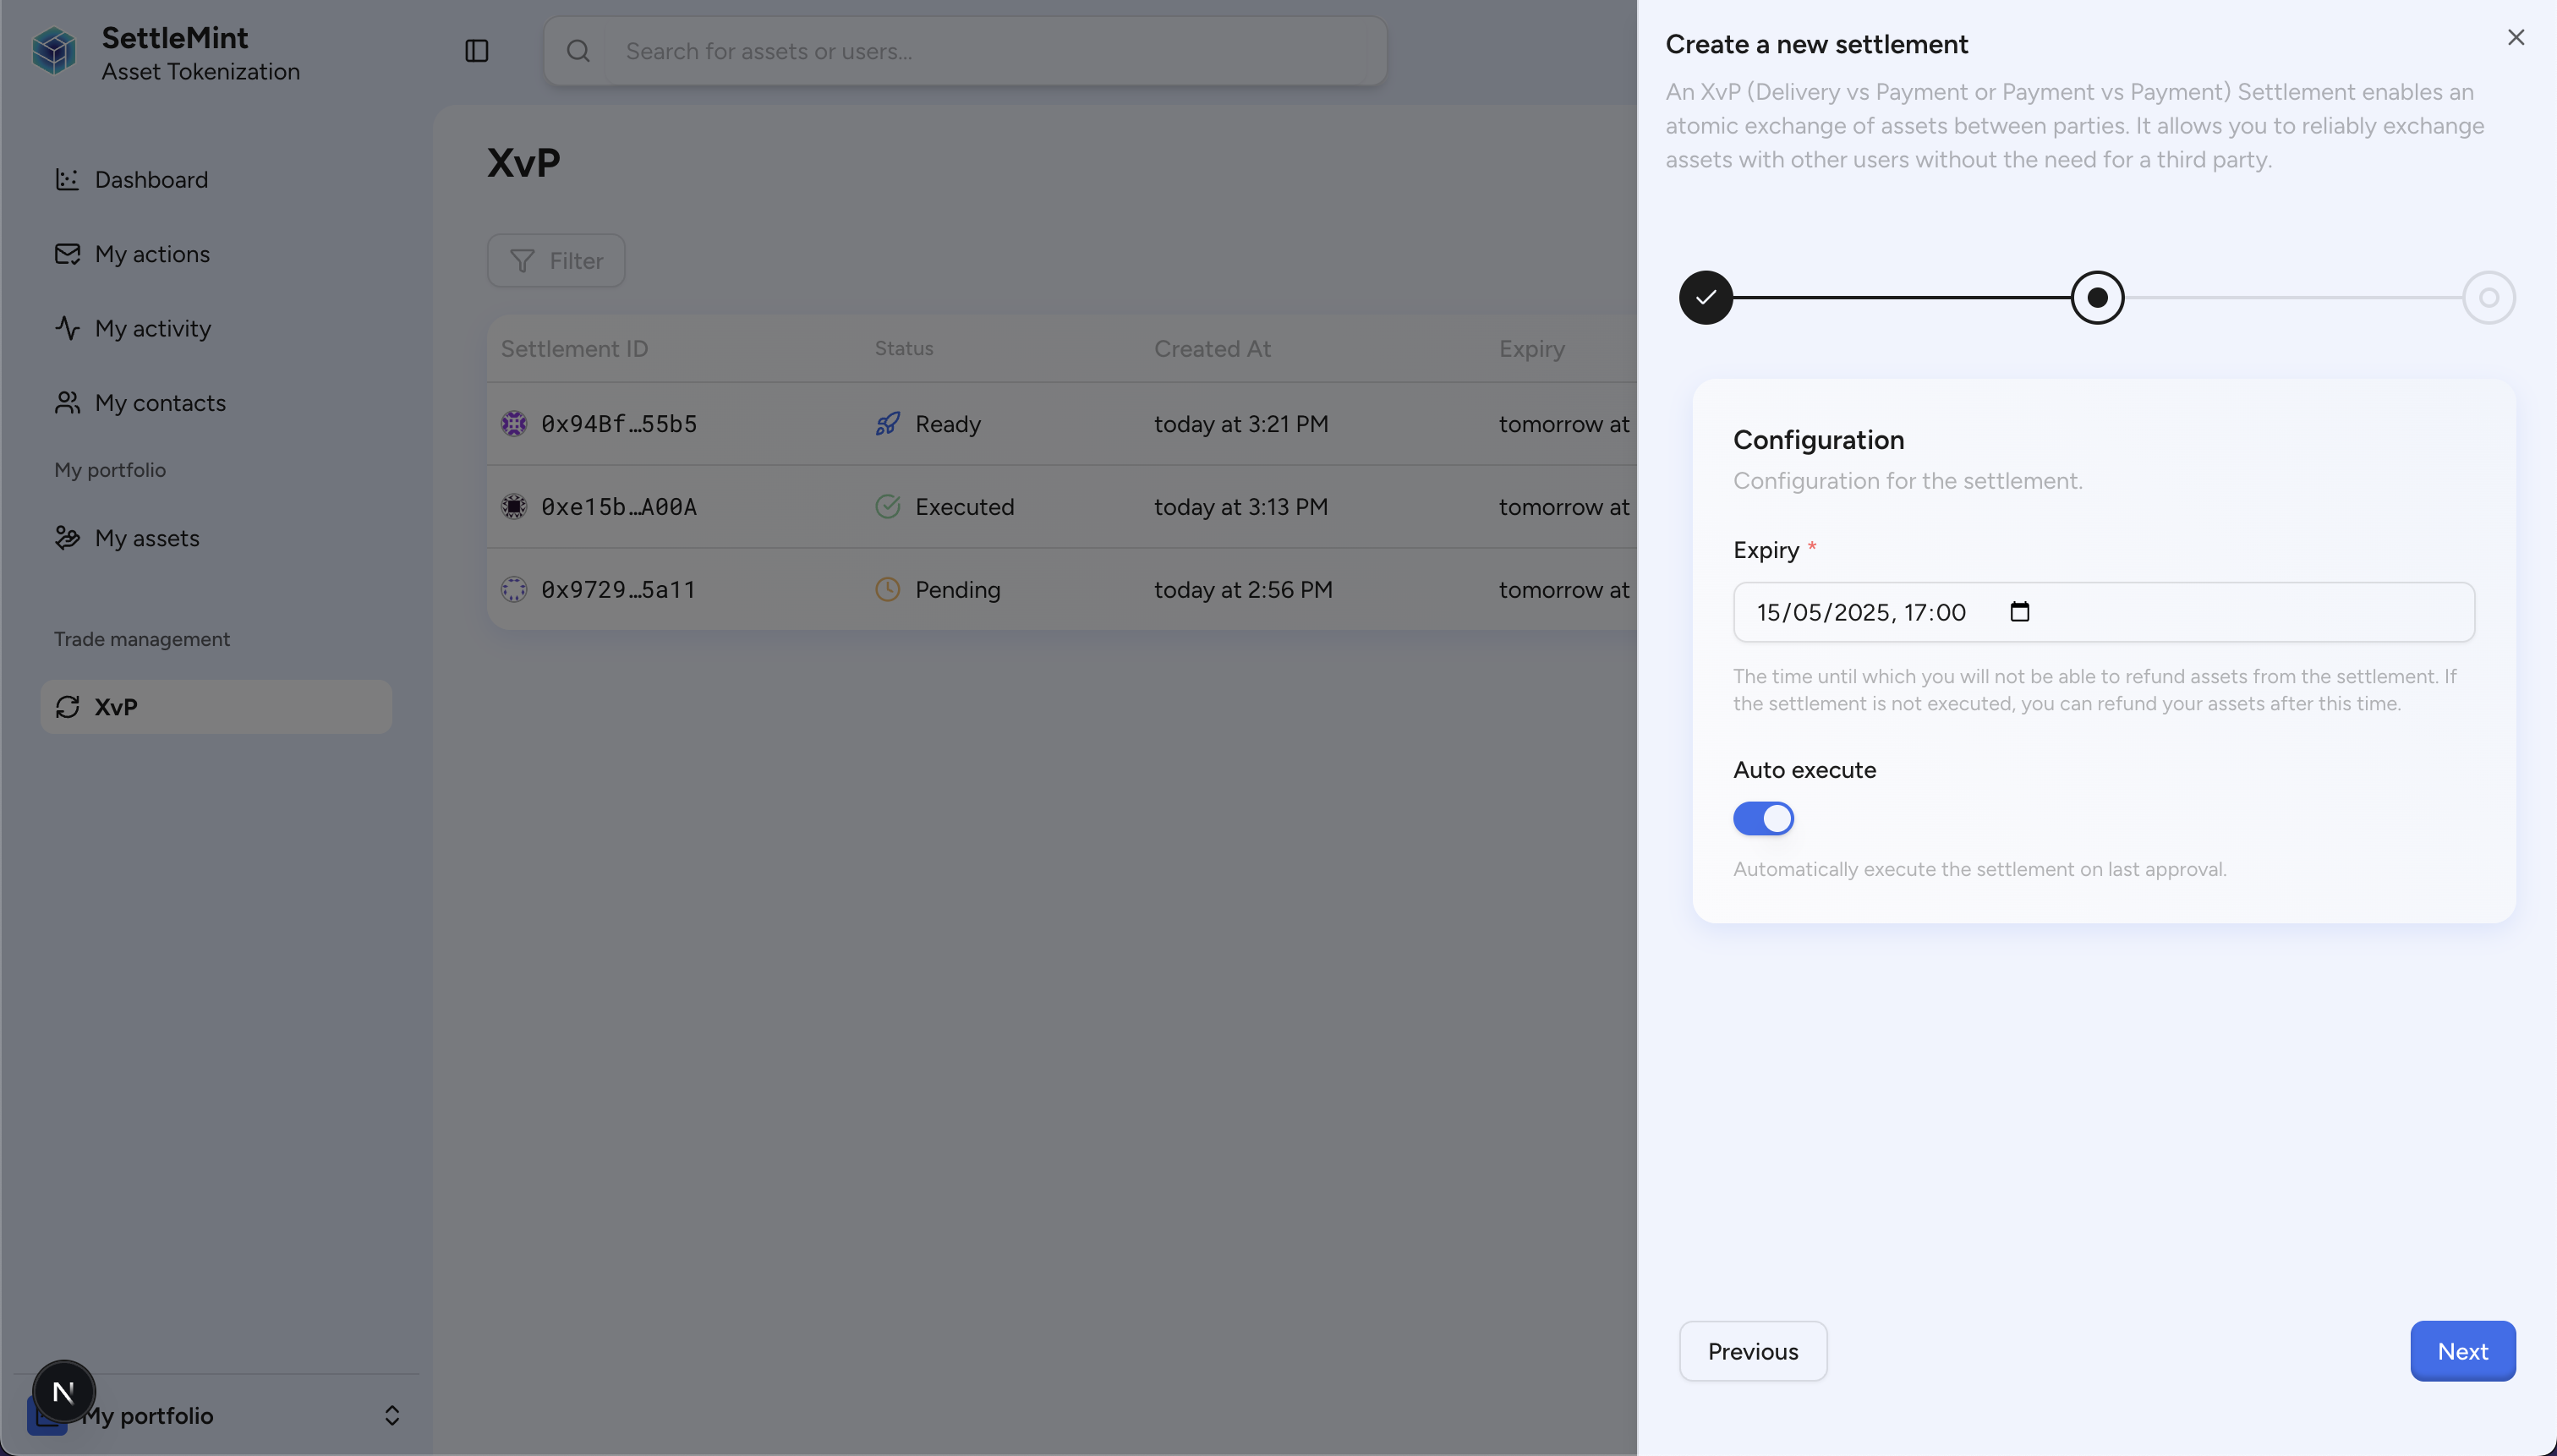 SettleMint
Asset Tokenization
Search for assets or users...
Dashboard
My actions
My activity
My contacts
My portfolio
My assets
Trade management
XvP
N
My portfolio
XvP
Filter
Settlement ID Status Created At Expiry
0x94Bf…55b5 Ready today at 3:21 PM tomorrow at
0xe15b…A00A Executed today at 3:13 PM tomorrow at
0x9729…5a11 Pending today at 2:56 PM tomorrow at
Create a new settlement
An XvP (Delivery vs Payment or Payment vs Payment) Settlement enables an
atomic exchange of assets between parties. It allows you to reliably exchange
assets with other users without the need for a third party.
Configuration
Configuration for the settlement.
Expiry *
15/05/2025, 17:00
The time until which you will not be able to refund assets from the settlement. If
the settlement is not executed, you can refund your assets after this time.
Auto execute
Automatically execute the settlement on last approval.
Previous
Next